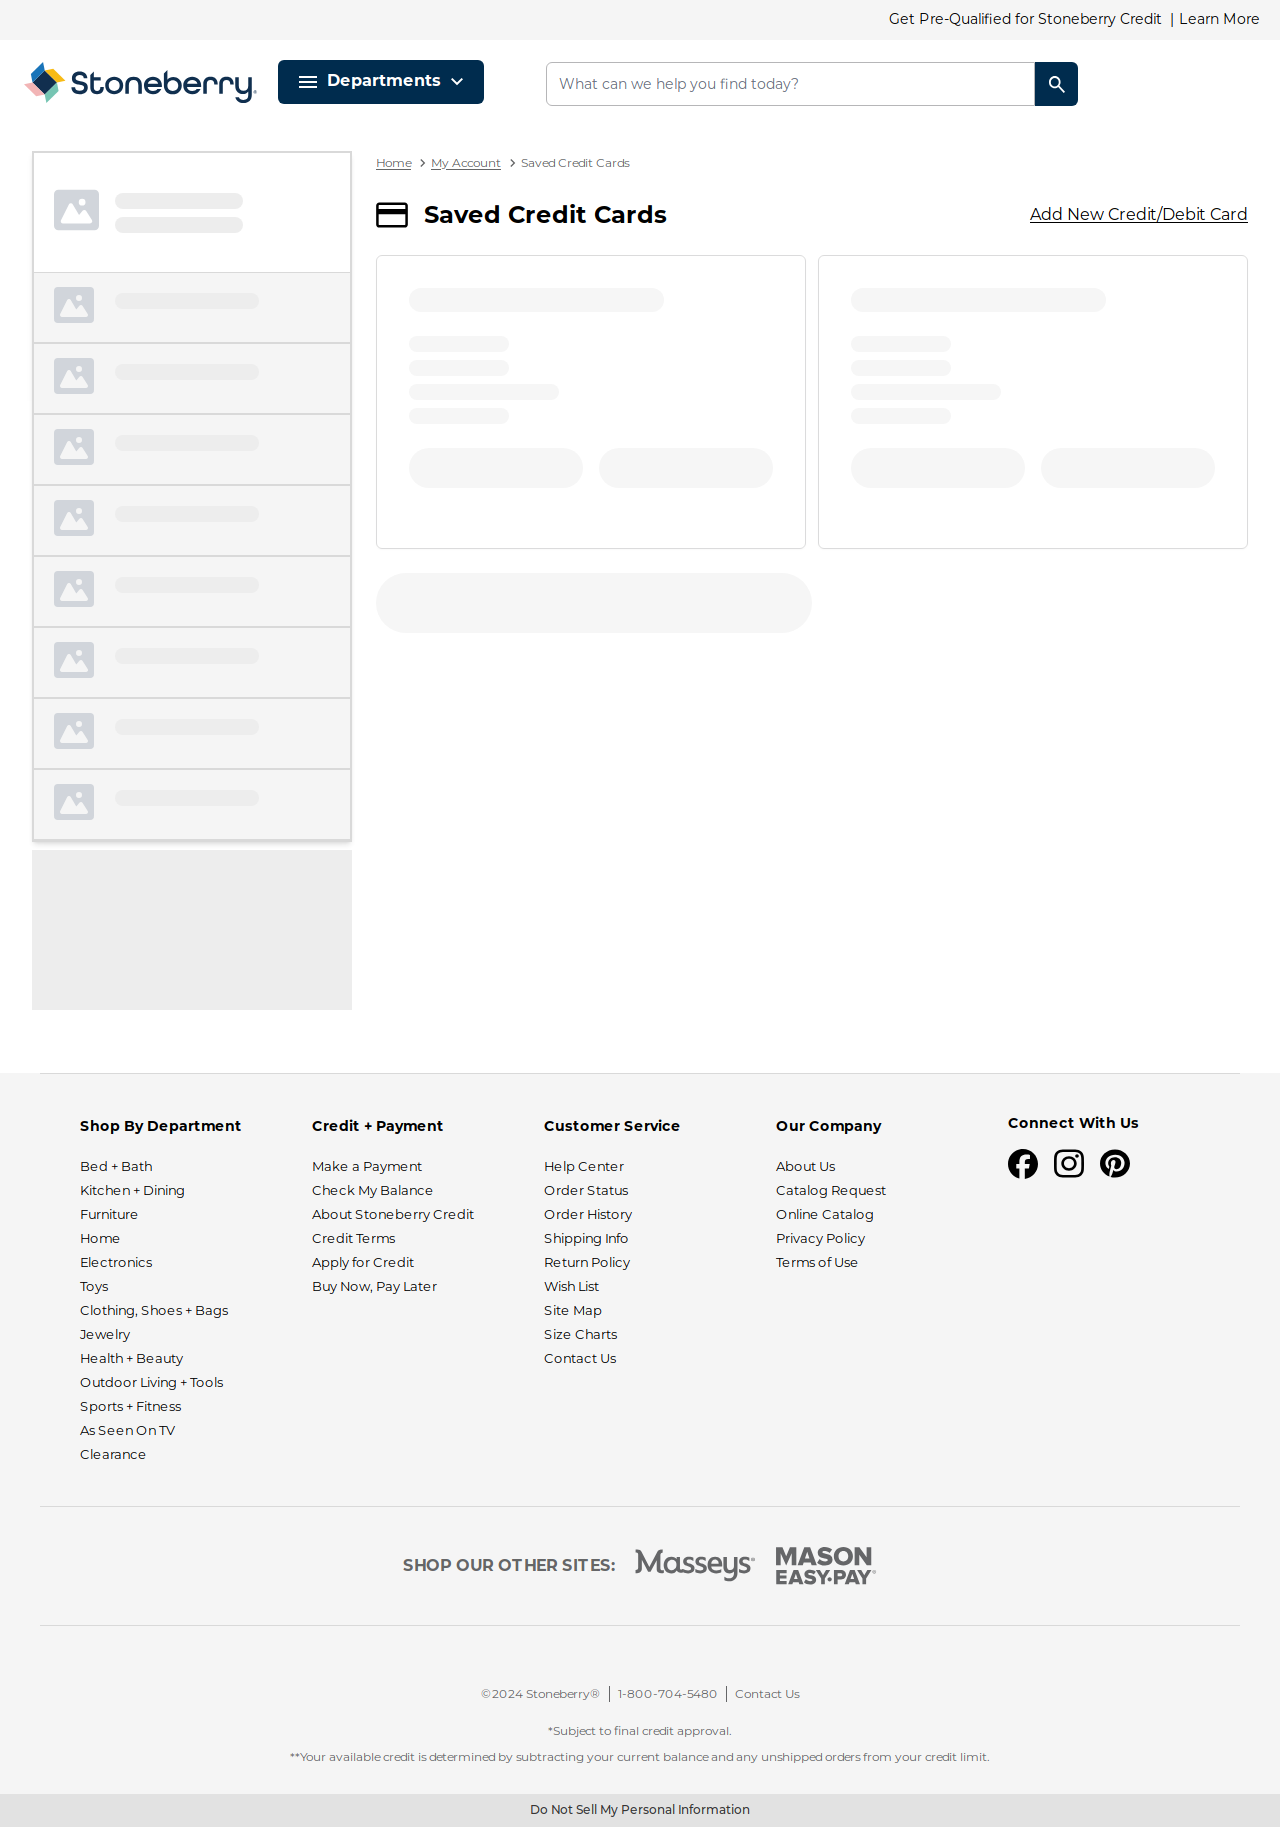 Get Pre-Qualified for Stoneberry Credit | Learn More
Stoneberry.
Departments
What can we help you find today?
Home > My Account > Saved Credit Cards
Saved Credit Cards
Add New Credit/Debit Card
Shop By Department
Bed + Bath
Kitchen + Dining
Furniture
Home
Electronics
Toys
Clothing, Shoes + Bags
Jewelry
Health + Beauty
Outdoor Living + Tools
Sports + Fitness
As Seen On TV
Clearance
Credit + Payment
Make a Payment
Check My Balance
About Stoneberry Credit
Credit Terms
Apply for Credit
Buy Now, Pay Later
Customer Service
Help Center
Order Status
Order History
Shipping Info
Return Policy
Wish List
Site Map
Size Charts
Contact Us
Our Company
About Us
Catalog Request
Online Catalog
Privacy Policy
Terms of Use
Connect With Us
SHOP OUR OTHER SITES:
Masseys®
MASON
EASY•PAY®
©2024 Stoneberry® | 1-800-704-5480 | Contact Us
*Subject to final credit approval.
**Your available credit is determined by subtracting your current balance and any unshipped orders from your credit limit.
Do Not Sell My Personal Information